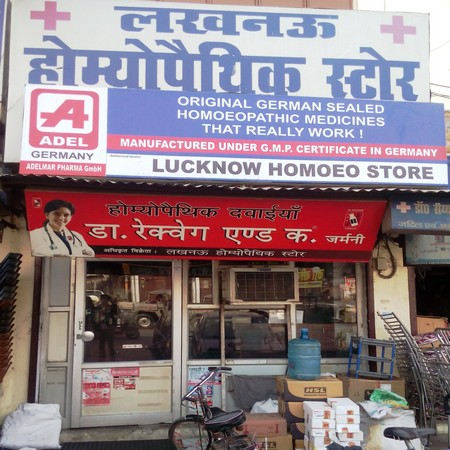 लखनऊ
होम्योपैथिक स्टोर
A
ADEL
GERMANY
ADELMAR PHARMA GmbH
ORIGINAL GERMAN SEALED
HOMOEOPATHIC MEDICINES
THAT REALLY WORK !
MANUFACTURED UNDER G.M.P. CERTIFICATE IN GERMANY
LUCKNOW HOMOEO STORE
होम्योपैथिक दवाईयाँ
डा. रेक्वेग एण्ड क. जर्मनी
अधिकृत विक्रेता : लखनऊ होम्योपैथिक स्टोर
HSL